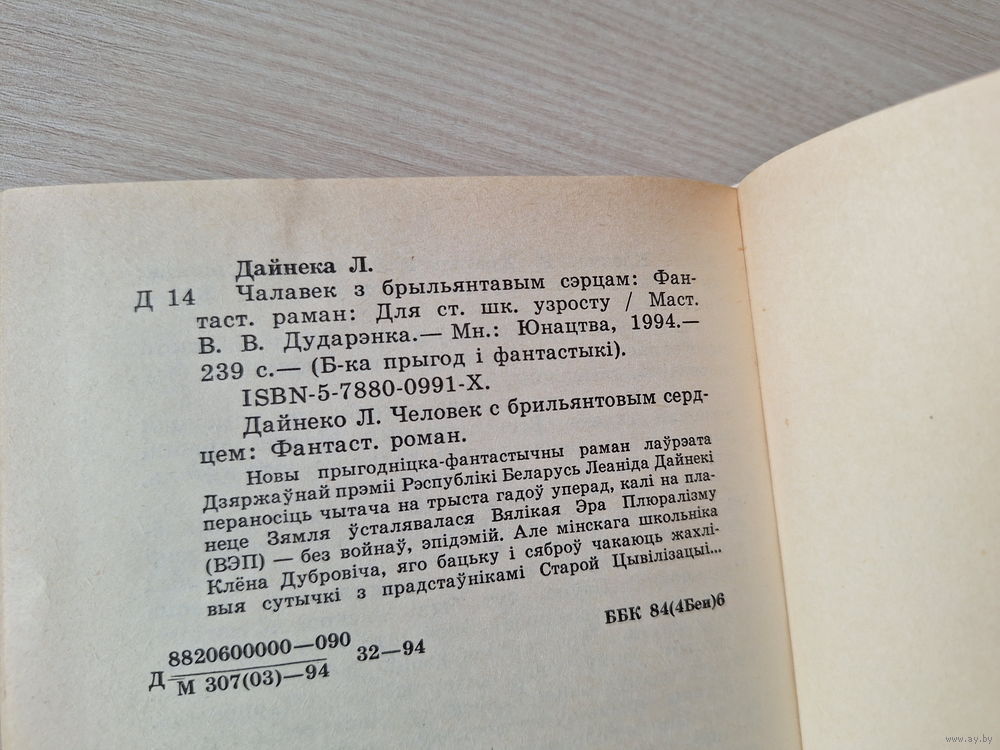 Дайнека Л.
Д 14 Чалавек з брыльянтавым сэрцам: Фан-
таст. раман: Для ст. шк. узросту / Маст.
В. В. Дударэнка.— Мн.: Юнацтва, 1994.—
239 с.— (Б-ка прыгод і фантастыкі).
ISBN-5-7880-0991-X.
Дайнеко Л. Человек с брильянтовым серд-
цем: Фантаст. роман.
Новы прыгодніцка-фантастычны раман лаўрэата
Дзяржаўнай прэміі Рэспублікі Беларусь Леаніда Дайнекі
пераносіць чытача на трыста гадоў уперад, калі на пла-
неце Зямля ўсталявалася Вялікая Эра Плюралізму
(ВЭП) — без войнаў, эпідэмій. Але мінскага школьніка
Клёна Дубровіча, яго бацьку і сяброў чакаюць жахлі-
выя сутычкі з прадстаўнікамі Старой Цывілізацыі...
ББК 84(4Беи)6
Д 8820600000—090 32—94
М 307(03)—94
www.ay.by